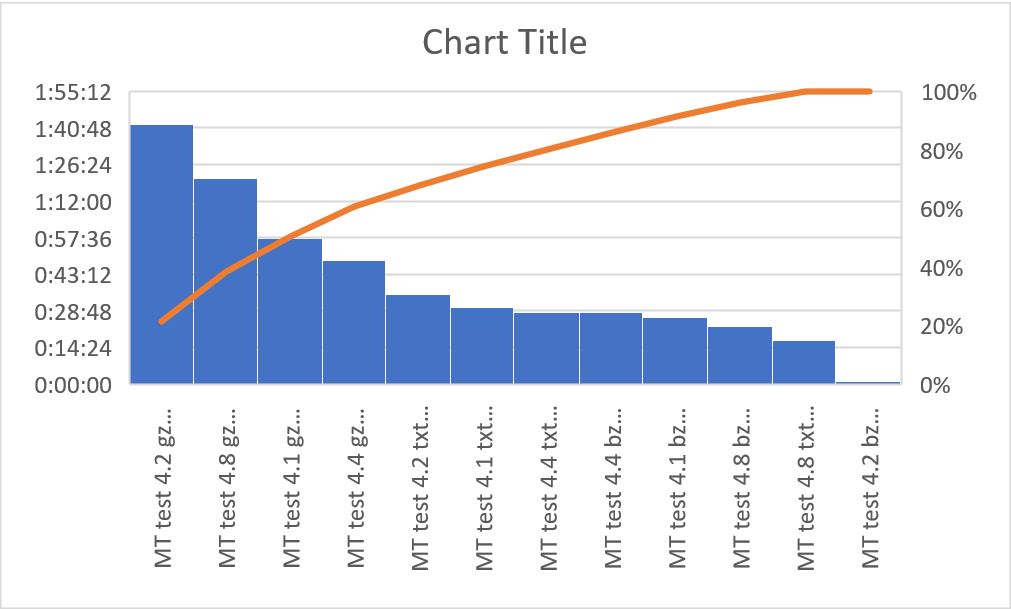 Chart Title
1:55:12
1:40:48
1:26:24
1:12:00
0:57:36
0:43:12
0:28:48
0:14:24
0:00:00
100%
80%
60%
40%
20%
0%
MT test 4.2 gz...
MT test 4.8 gz...
MT test 4.1 gz...
MT test 4.4 gz...
MT test 4.2 txt...
MT test 4.1 txt...
MT test 4.4 txt...
MT test 4.4 bz...
MT test 4.1 bz...
MT test 4.8 bz...
MT test 4.8 txt...
MT test 4.2 bz...